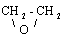 CH₂ - CH₂
\ O /